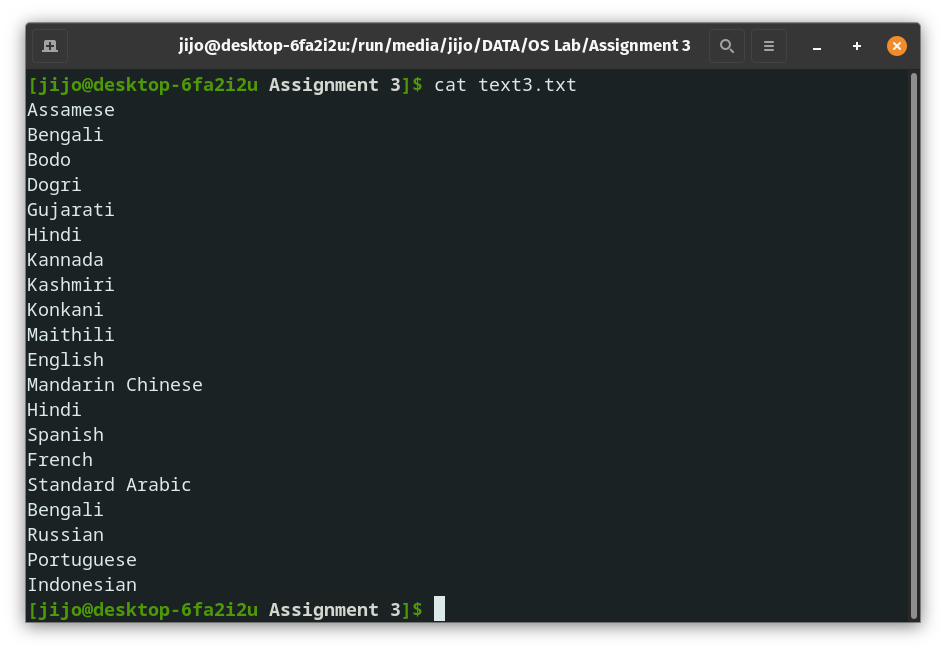 jijo@desktop-6fa2i2u:/run/media/jijo/DATA/OS Lab/Assignment 3
[jijo@desktop-6fa2i2u Assignment 3]$ cat text3.txt
Assamese
Bengali
Bodo
Dogri
Gujarati
Hindi
Kannada
Kashmiri
Konkani
Maithili
English
Mandarin Chinese
Hindi
Spanish
French
Standard Arabic
Bengali
Russian
Portuguese
Indonesian
[jijo@desktop-6fa2i2u Assignment 3]$